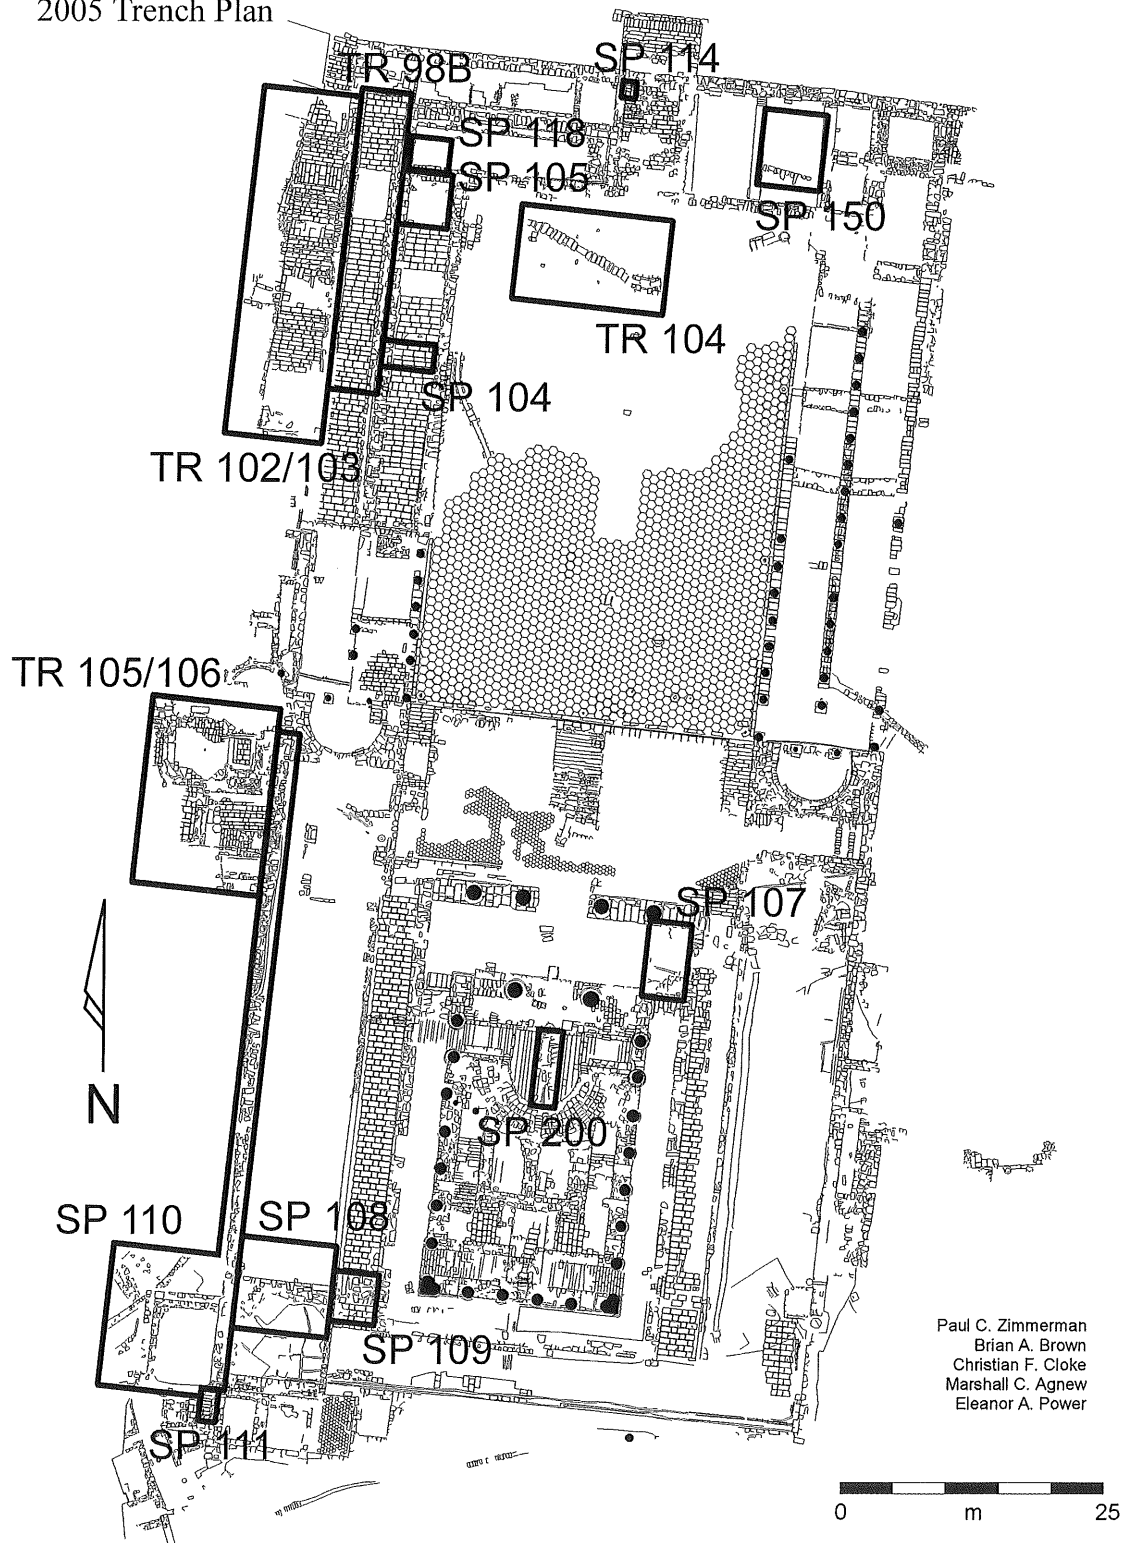 2005 Trench Plan
TR 98B
SP 114
SP 118
SP 105
SP 150
TR 104
SP 104
TR 102/103
TR 105/106
SP 107
N
SP 200
SP 110
SP 108
SP 109
SP 111
Paul C. Zimmerman
Brian A. Brown
Christian F. Cloke
Marshall C. Agnew
Eleanor A. Power
0 m 25